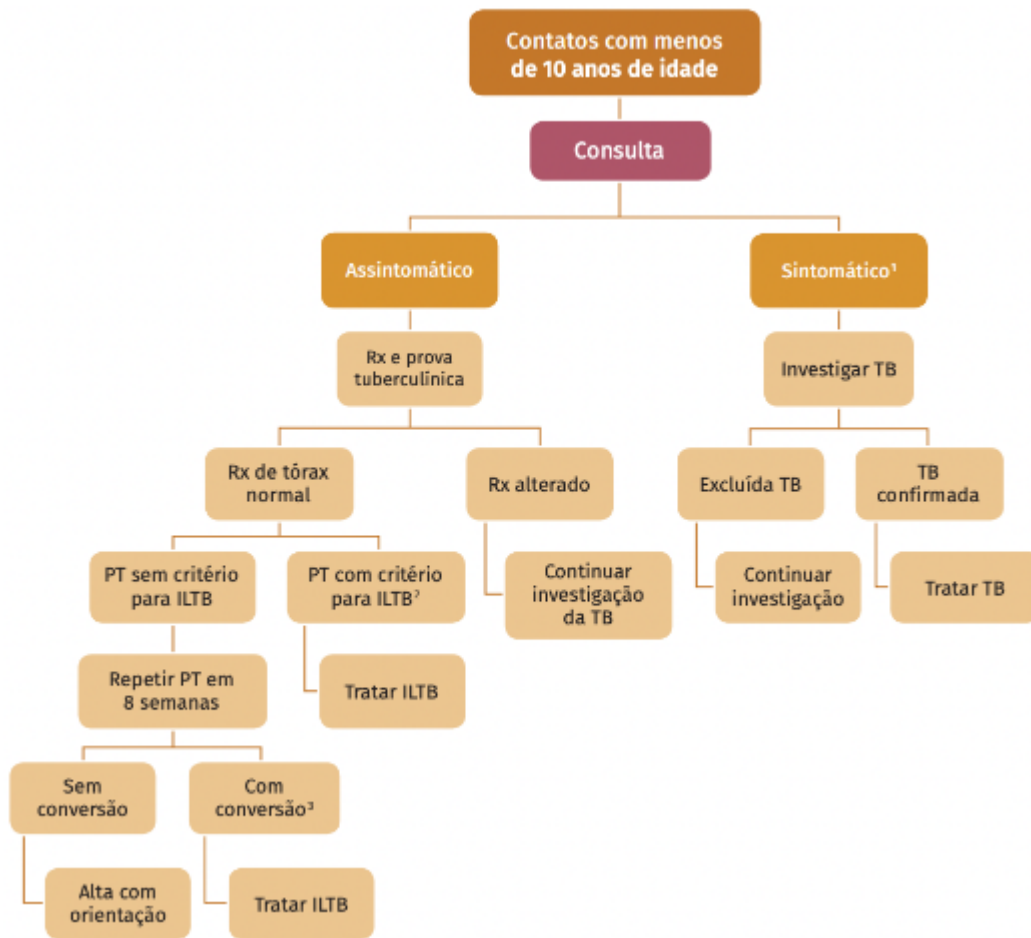 Contatos com menos
de 10 anos de idade
Consulta
Assintomático
Sintomático¹
Rx e prova
tuberculínica
Investigar TB
Rx de tórax
normal
Rx alterado
Excluída TB
TB
confirmada
PT sem critério
para ILTB
PT com critério
para ILTB²
Continuar
investigação
da TB
Continuar
investigação
Tratar TB
Repetir PT em
8 semanas
Tratar ILTB
Sem
conversão
Com
conversão³
Alta com
orientação
Tratar ILTB